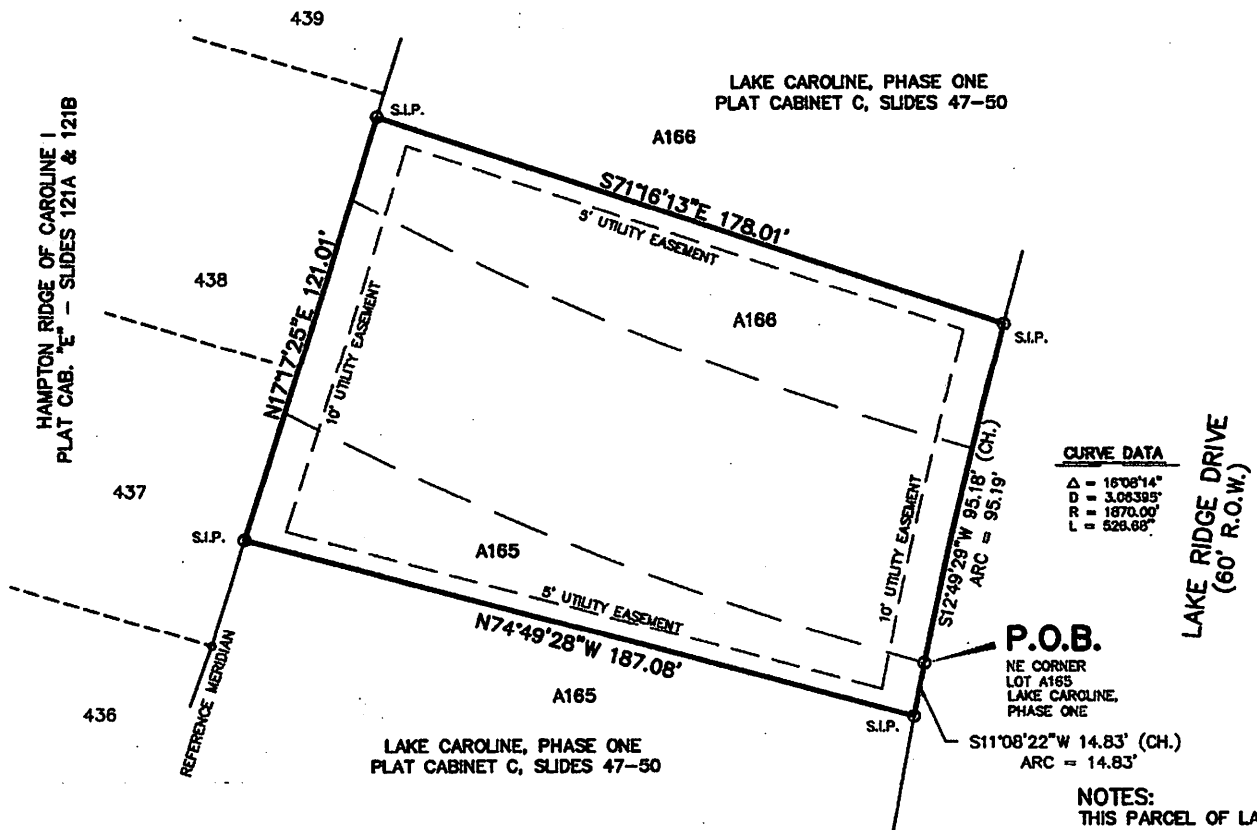 439
LAKE CAROLINE, PHASE ONE
PLAT CABINET C, SLIDES 47-50
HAMPTON RIDGE OF CAROLINE I
PLAT CAB. "E" - SLIDES 121A & 121B
S.I.P.
A166
S71°16'13"E 178.01'
5' UTILITY EASEMENT
438
N17°17'25"E 121.01'
10' UTILITY EASEMENT
A166
S.I.P.
CURVE DATA
Δ = 16°08'14"
D = 3.06395°
R = 1870.00'
L = 526.68'
LAKE RIDGE DRIVE
(60' R.O.W.)
437
S12°49'29"W 95.18' (CH.)
ARC = 95.19'
10' UTILITY EASEMENT
S.I.P.
A165
5' UTILITY EASEMENT
N74°49'28"W 187.08'
P.O.B.
NE CORNER
LOT A165
LAKE CAROLINE,
PHASE ONE
REFERENCE MERIDIAN
A165
436
S.I.P.
S11°08'22"W 14.83' (CH.)
ARC = 14.83'
LAKE CAROLINE, PHASE ONE
PLAT CABINET C, SLIDES 47-50
NOTES:
THIS PARCEL OF LA